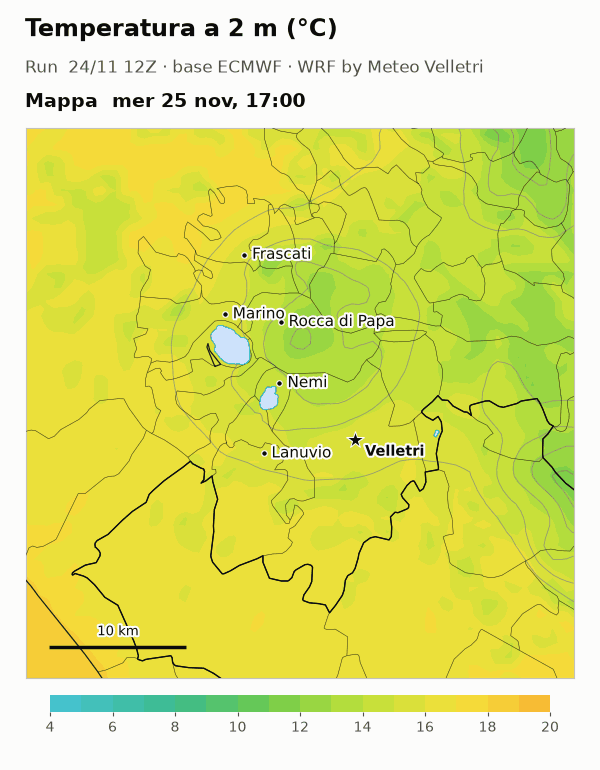 Temperatura a 2 m (°C)
Run  24/11 12Z · base ECMWF · WRF by Meteo Velletri
Mappa  mer 25 nov, 17:00
Frascati
Marino
Rocca di Papa
Nemi
Velletri
Lanuvio
10 km
4 6 8 10 12 14 16 18 20